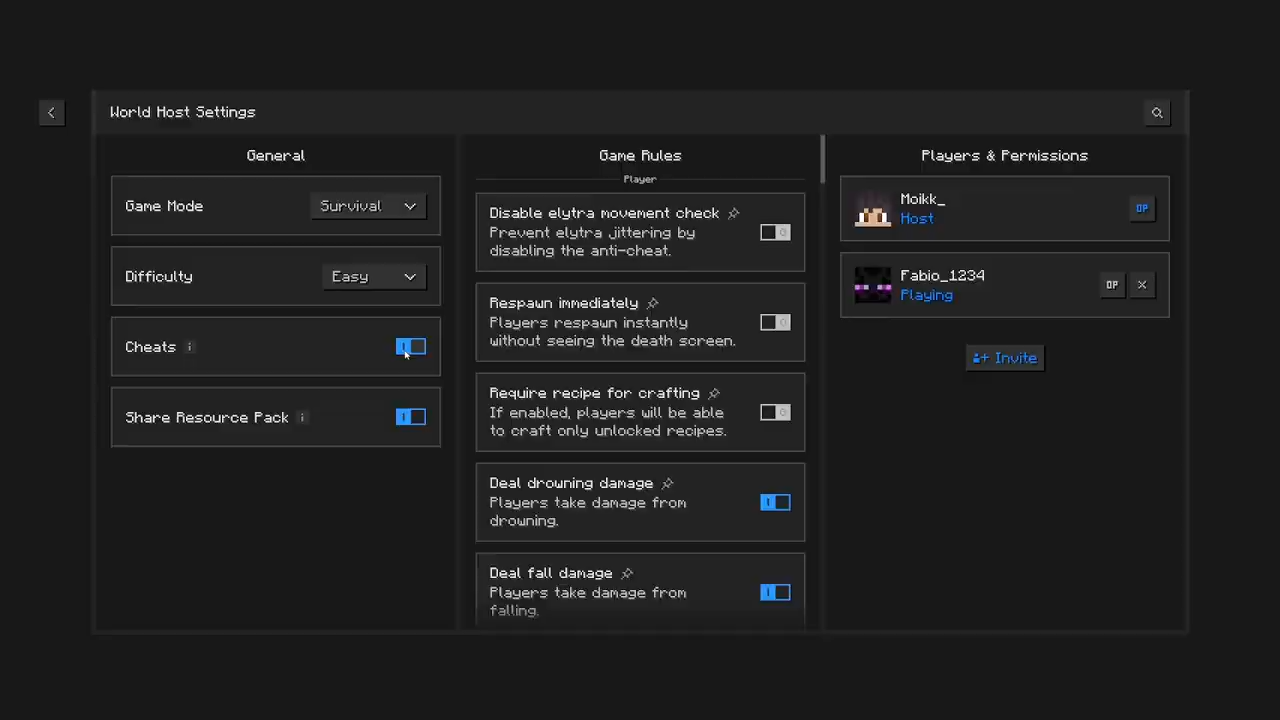 World Host Settings
General
Game Mode
Survival
Difficulty
Easy
Cheats
i
Share Resource Pack
i
Game Rules
Player
Disable elytra movement check
Prevent elytra jittering by
disabling the anti-cheat.
Respawn immediately
Players respawn instantly
without seeing the death screen.
Require recipe for crafting
If enabled, players will be able
to craft only unlocked recipes.
Deal drowning damage
Players take damage from
drowning.
Deal fall damage
Players take damage from
falling.
Players & Permissions
Moikk_
Host
OP
Fabio_1234
Playing
OP
Invite